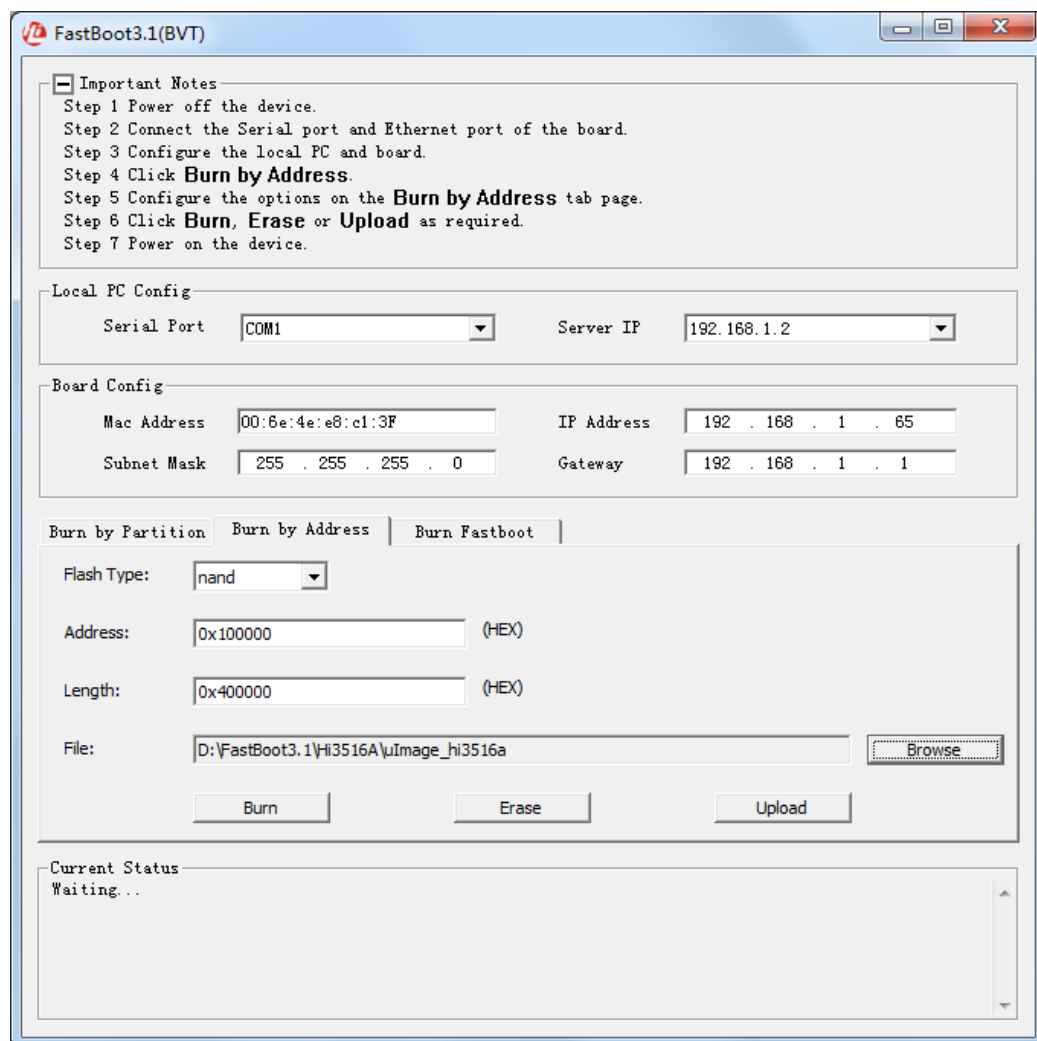 FastBoot3.1(BVT)
Important Notes
Step 1 Power off the device.
Step 2 Connect the Serial port and Ethernet port of the board.
Step 3 Configure the local PC and board.
Step 4 Click Burn by Address.
Step 5 Configure the options on the Burn by Address tab page.
Step 6 Click Burn, Erase or Upload as required.
Step 7 Power on the device.
Local PC Config
Serial Port COM1 Server IP 192.168.1.2
Board Config
Mac Address 00:6e:4e:e8:c1:3F IP Address 192 . 168 . 1 . 65
Subnet Mask 255 . 255 . 255 . 0 Gateway 192 . 168 . 1 . 1
Burn by Partition Burn by Address Burn Fastboot
Flash Type: nand
Address: 0x100000 (HEX)
Length: 0x400000 (HEX)
File: D:\FastBoot3.1\Hi3516A\uImage_hi3516a Browse
Burn Erase Upload
Current Status
Waiting...